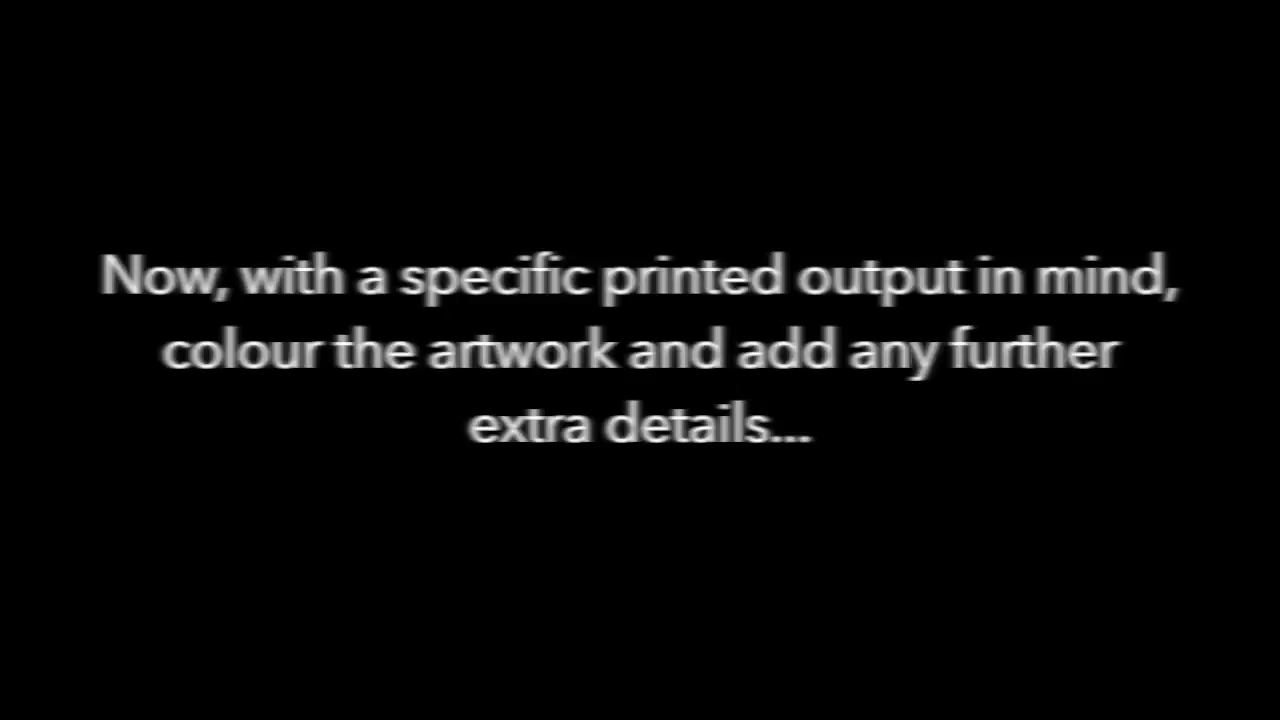 Now, with a specific printed output in mind,
colour the artwork and add any further
extra details...